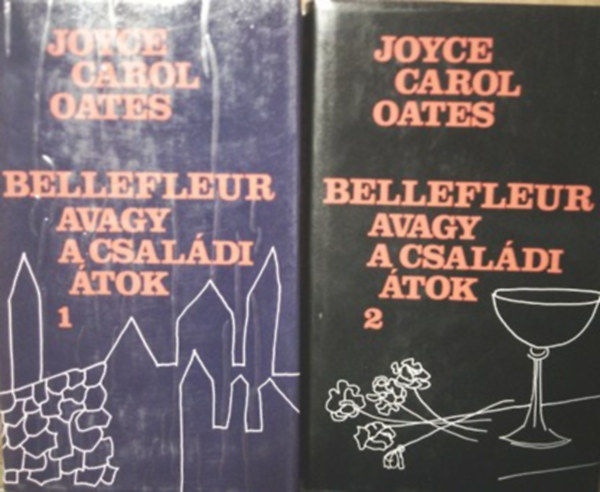 JOYCE
CAROL
OATES
BELLEFLEUR
AVAGY
A CSALÁDI
ÁTOK
1
JOYCE
CAROL
OATES
BELLEFLEUR
AVAGY
A CSALÁDI
ÁTOK
2